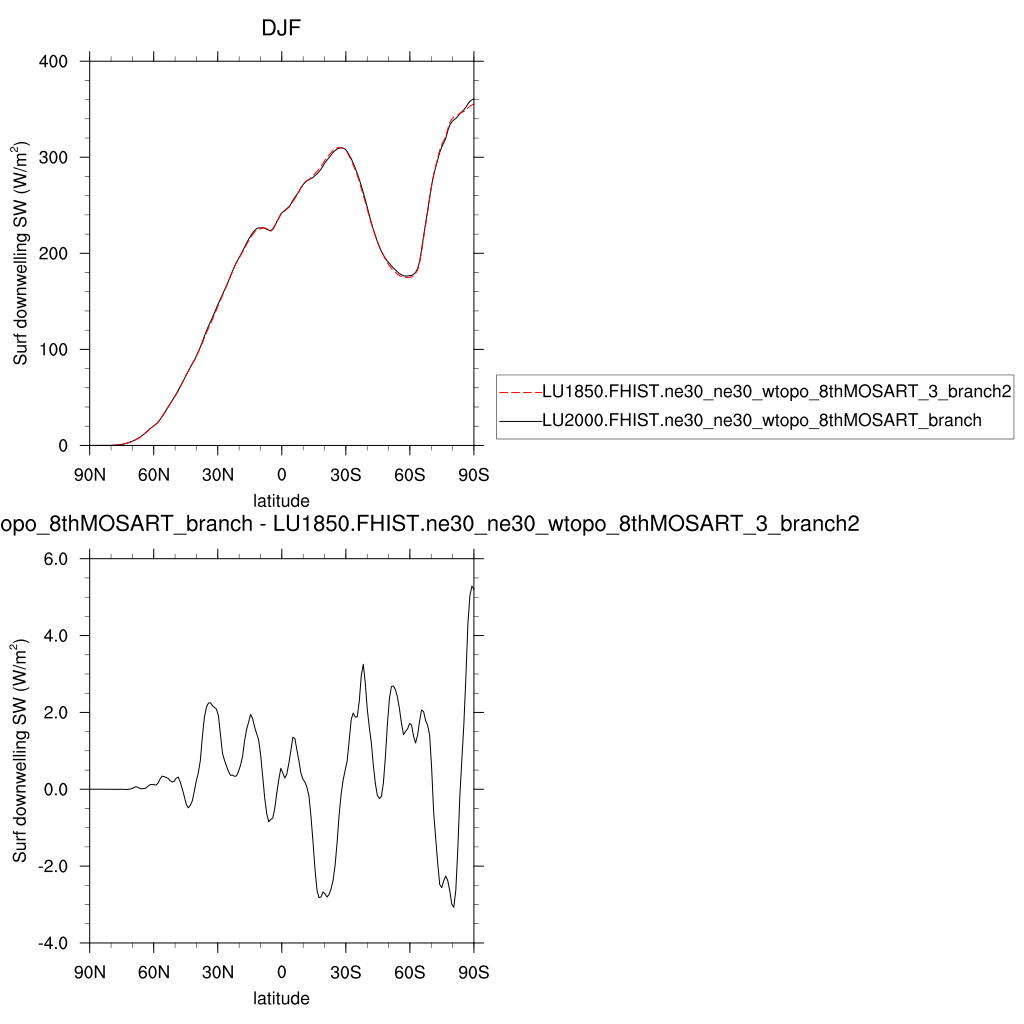 DJF
400
300
200
100
0
Surf downwelling SW (W/m²)
90N 60N 30N 0 30S 60S 90S
latitude
LU1850.FHIST.ne30_ne30_wtopo_8thMOSART_3_branch2
LU2000.FHIST.ne30_ne30_wtopo_8thMOSART_branch
opo_8thMOSART_branch - LU1850.FHIST.ne30_ne30_wtopo_8thMOSART_3_branch2
6.0
4.0
2.0
0.0
-2.0
-4.0
Surf downwelling SW (W/m²)
90N 60N 30N 0 30S 60S 90S
latitude